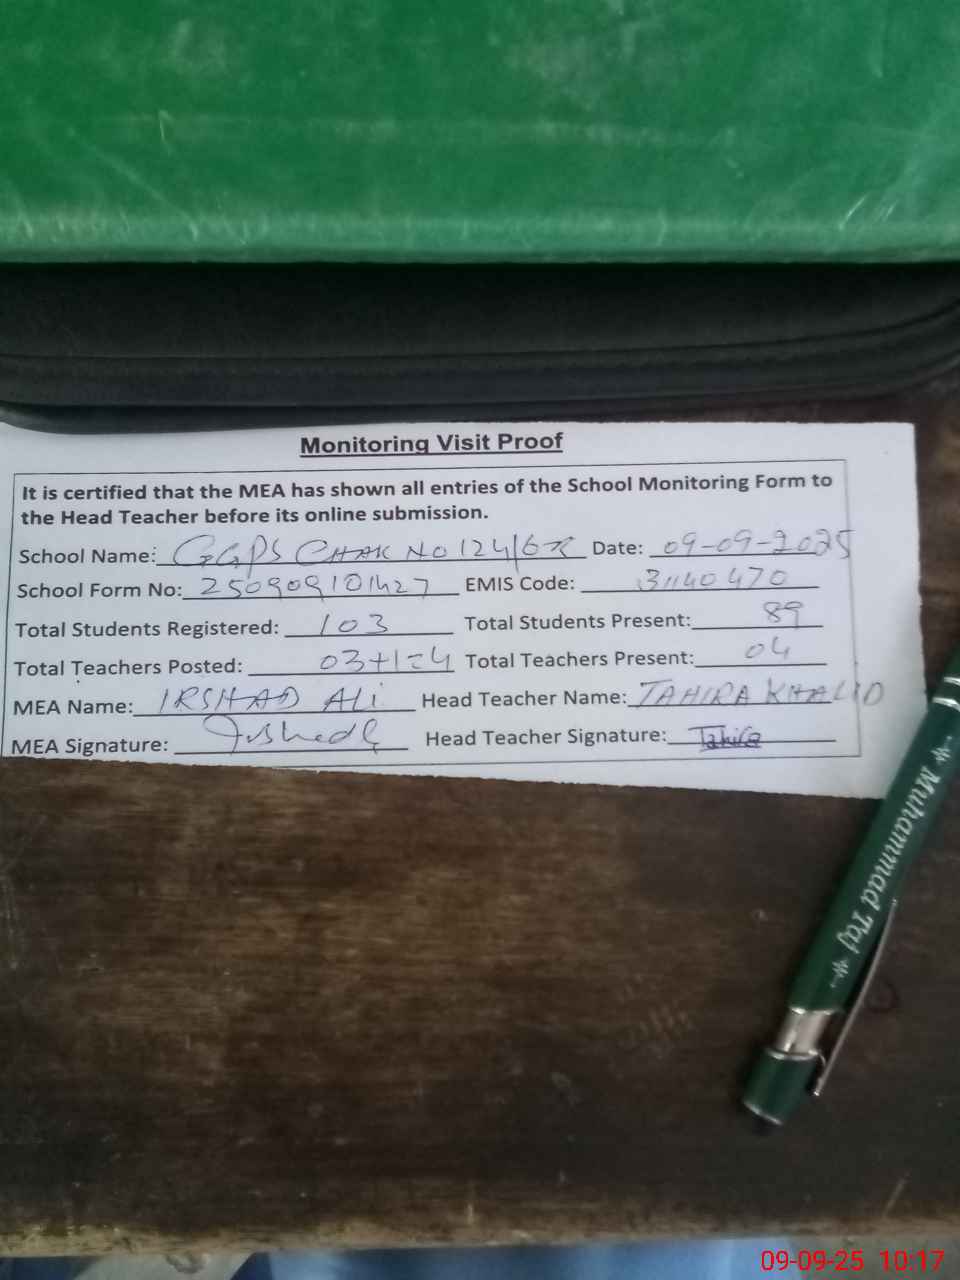 Monitoring Visit Proof
It is certified that the MEA has shown all entries of the School Monitoring Form to
the Head Teacher before its online submission.
School Name: GGPS CHAK NO 124/6R Date: 09-09-2025
School Form No: 250909101427 EMIS Code: 31140470
Total Students Registered: 103 Total Students Present: 89
Total Teachers Posted: 03+1=4 Total Teachers Present: 04
MEA Name: IRSHAD ALI Head Teacher Name: TAHIRA KHALID
MEA Signature: Head Teacher Signature: Tahira
Muhammad Taj
09-09-25 10:17